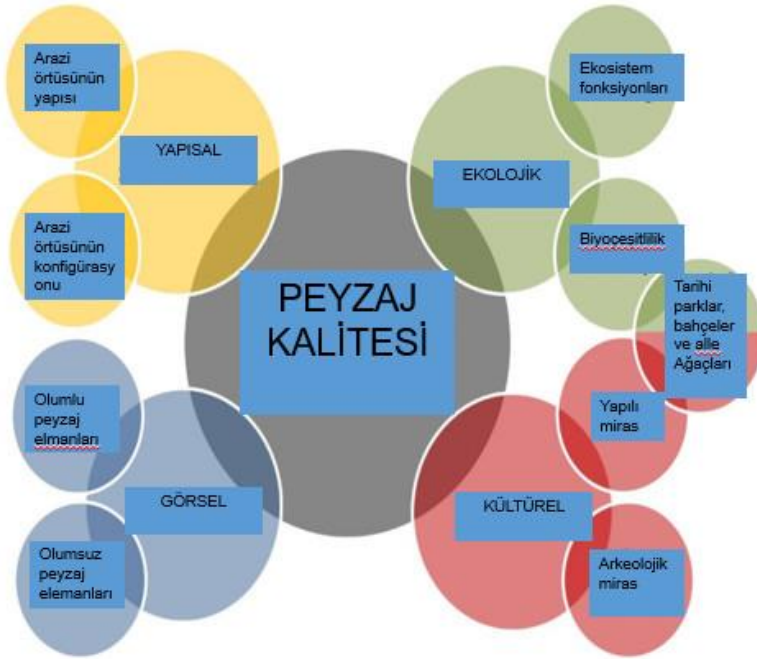 Arazi
örtüsünün
yapısı
YAPISAL
Arazi
örtüsünün
konfigürasy
onu
Ekosistem
fonksiyonları
EKOLOJİK
Biyoçeşitlilik
Tarihi
parklar,
bahçeler
ve alle
Ağaçları
PEYZAJ
KALİTESİ
Olumlu
peyzaj
elmanları
GÖRSEL
Olumsuz
peyzaj
elemanları
Yapılı
miras
KÜLTÜREL
Arkeolojik
miras